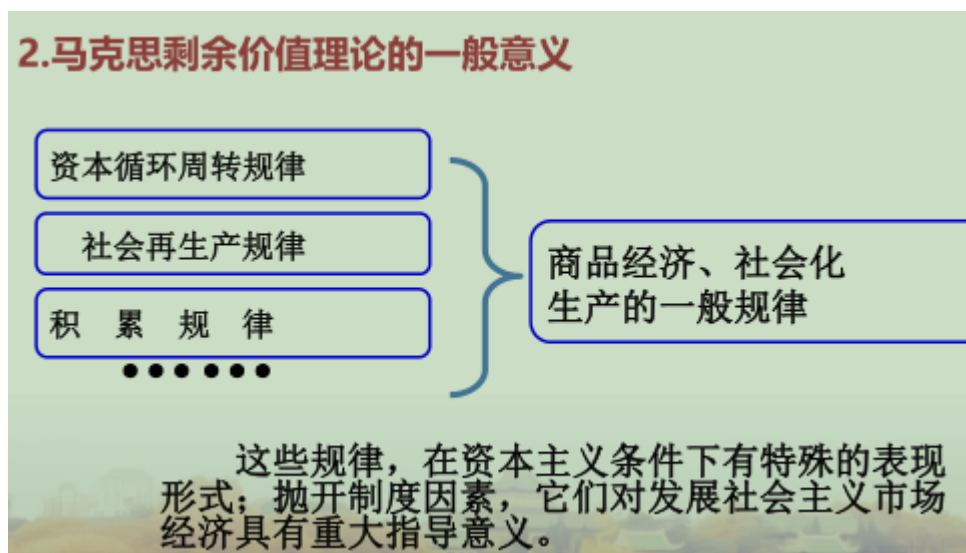 2.马克思剩余价值理论的一般意义
资本循环周转规律
社会再生产规律
积 累 规 律
●●●●●●
商品经济、社会化
生产的一般规律
这些规律，在资本主义条件下有特殊的表现
形式；抛开制度因素，它们对发展社会主义市场
经济具有重大指导意义。